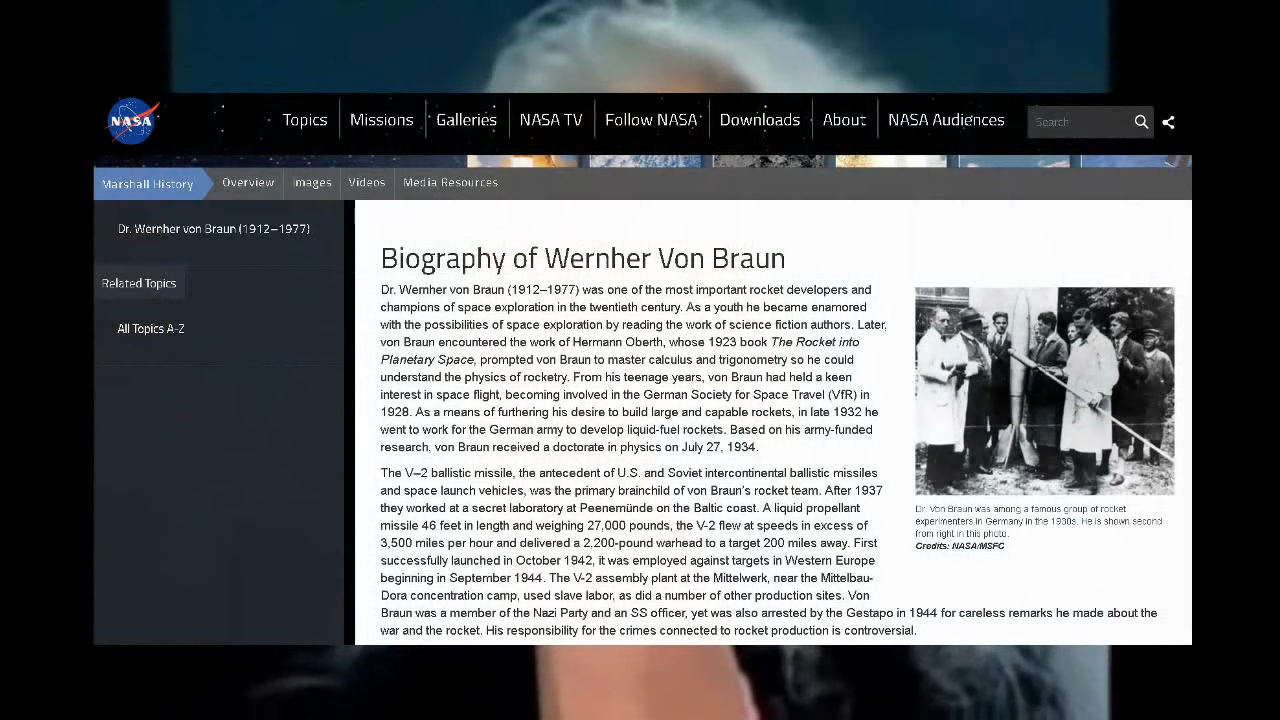 NASA
Topics
Missions
Galleries
NASA TV
Follow NASA
Downloads
About
NASA Audiences
Search
Marshall History
Overview
Images
Videos
Media Resources
Dr. Wernher von Braun (1912–1977)
Related Topics
All Topics A-Z
Biography of Wernher Von Braun
Dr. Wernher von Braun (1912–1977) was one of the most important rocket developers and
champions of space exploration in the twentieth century. As a youth he became enamored
with the possibilities of space exploration by reading the work of science fiction authors. Later,
von Braun encountered the work of Hermann Oberth, whose 1923 book The Rocket into
Planetary Space, prompted von Braun to master calculus and trigonometry so he could
understand the physics of rocketry. From his teenage years, von Braun had held a keen
interest in space flight, becoming involved in the German Society for Space Travel (VfR) in
1928. As a means of furthering his desire to build large and capable rockets, in late 1932 he
went to work for the German army to develop liquid-fuel rockets. Based on his army-funded
research, von Braun received a doctorate in physics on July 27, 1934.
The V–2 ballistic missile, the antecedent of U.S. and Soviet intercontinental ballistic missiles
and space launch vehicles, was the primary brainchild of von Braun's rocket team. After 1937
they worked at a secret laboratory at Peenemünde on the Baltic coast. A liquid propellant
missile 46 feet in length and weighing 27,000 pounds, the V-2 flew at speeds in excess of
3,500 miles per hour and delivered a 2,200-pound warhead to a target 200 miles away. First
successfully launched in October 1942, it was employed against targets in Western Europe
beginning in September 1944. The V-2 assembly plant at the Mittelwerk, near the Mittelbau-
Dora concentration camp, used slave labor, as did a number of other production sites. Von
Braun was a member of the Nazi Party and an SS officer, yet was also arrested by the Gestapo in 1944 for careless remarks he made about the
war and the rocket. His responsibility for the crimes connected to rocket production is controversial.
Dr. Von Braun was among a famous group of rocket
experimenters in Germany in the 1930s. He is shown second
from right in this photo.
Credits: NASA/MSFC